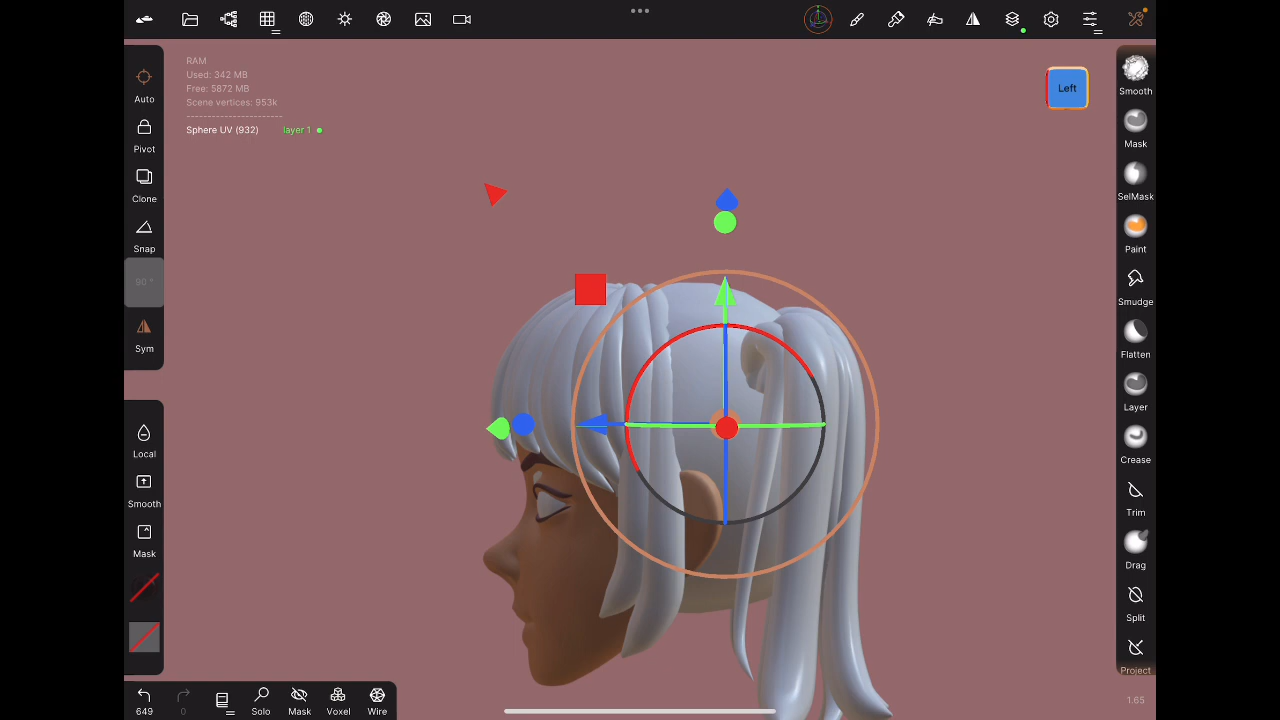 RAM
Used: 342 MB
Free: 5872 MB
Scene vertices: 953k
-----------------------
Sphere UV (932) layer 1
Left
Auto
Pivot
Clone
Snap
90 °
Sym
Local
Smooth
Mask
649
0
Solo
Mask
Voxel
Wire
Smooth
Mask
SelMask
Paint
Smudge
Flatten
Layer
Crease
Trim
Drag
Split
Project
1.65